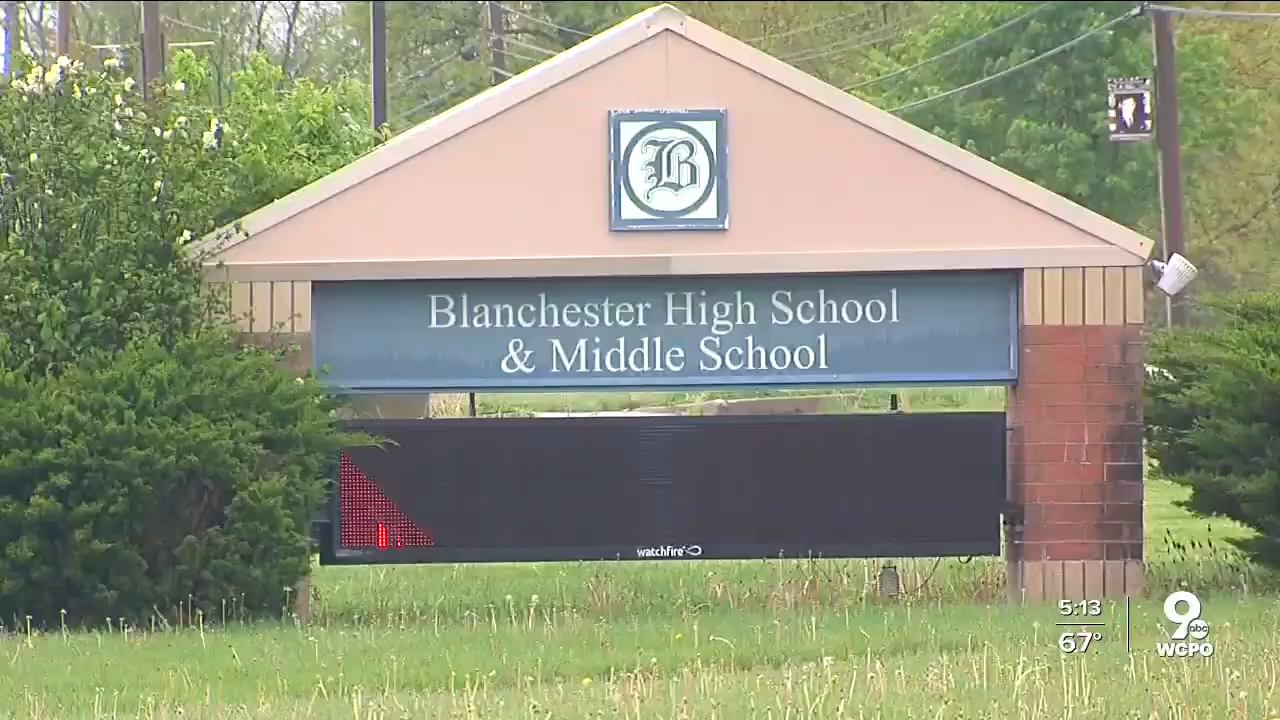 B
Blanchester High School
& Middle School
watchfire
5:13
67°
9
abc
WCPO